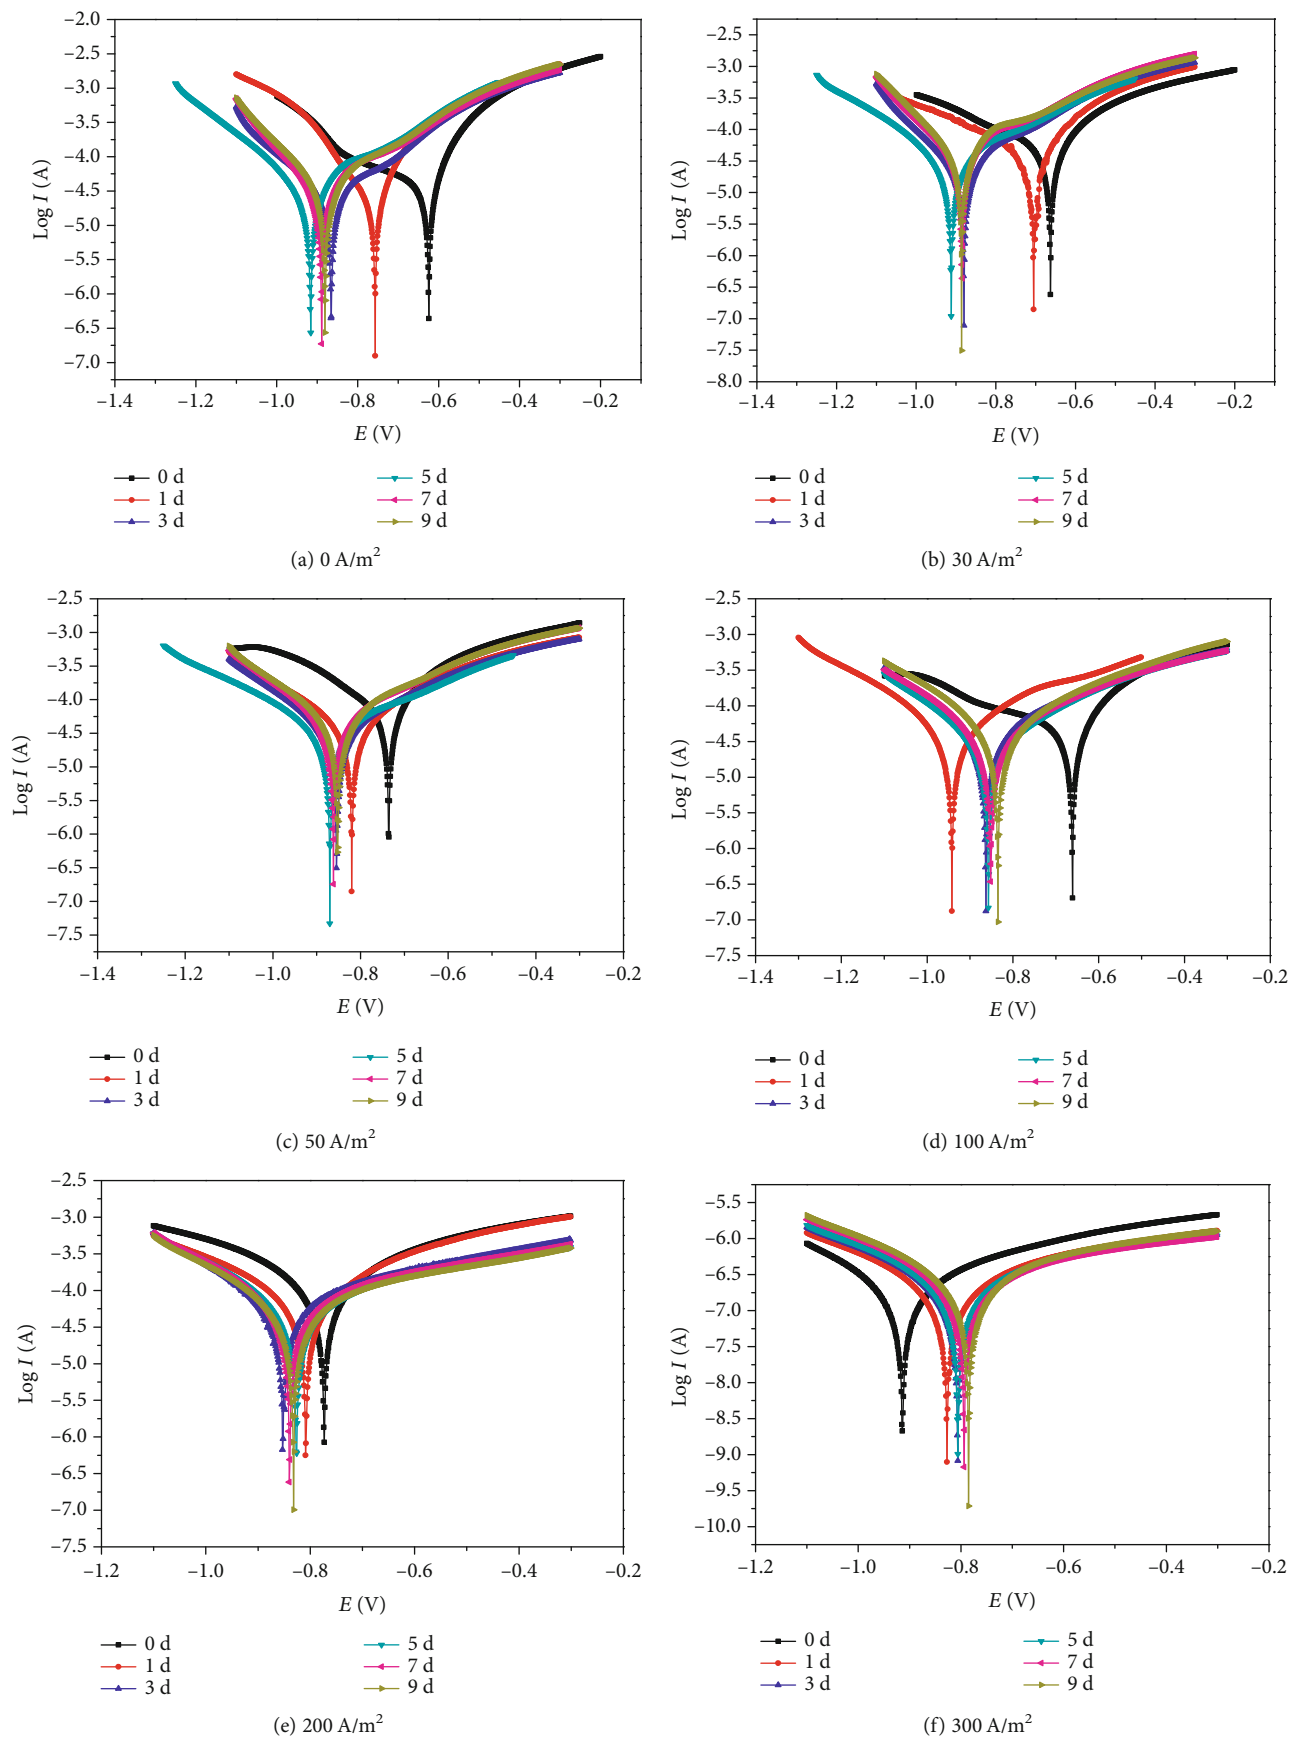 −2.0
−2.5
−3.0
−3.5
−4.0
−4.5
−5.0
−5.5
−6.0
−6.5
−7.0
Log I (A)
−1.4 −1.2 −1.0 −0.8 −0.6 −0.4 −0.2
E (V)
0 d 5 d
1 d 7 d
3 d 9 d
(a) 0 A/m²
−2.5
−3.0
−3.5
−4.0
−4.5
−5.0
−5.5
−6.0
−6.5
−7.0
−7.5
−8.0
Log I (A)
−1.4 −1.2 −1.0 −0.8 −0.6 −0.4 −0.2
E (V)
0 d 5 d
1 d 7 d
3 d 9 d
(b) 30 A/m²
−2.5
−3.0
−3.5
−4.0
−4.5
−5.0
−5.5
−6.0
−6.5
−7.0
−7.5
Log I (A)
−1.4 −1.2 −1.0 −0.8 −0.6 −0.4 −0.2
E (V)
0 d 5 d
1 d 7 d
3 d 9 d
(c) 50 A/m²
−2.5
−3.0
−3.5
−4.0
−4.5
−5.0
−5.5
−6.0
−6.5
−7.0
−7.5
Log I (A)
−1.4 −1.2 −1.0 −0.8 −0.6 −0.4 −0.2
E (V)
0 d 5 d
1 d 7 d
3 d 9 d
(d) 100 A/m²
−2.5
−3.0
−3.5
−4.0
−4.5
−5.0
−5.5
−6.0
−6.5
−7.0
−7.5
Log I (A)
−1.2 −1.0 −0.8 −0.6 −0.4 −0.2
E (V)
0 d 5 d
1 d 7 d
3 d 9 d
(e) 200 A/m²
−5.5
−6.0
−6.5
−7.0
−7.5
−8.0
−8.5
−9.0
−9.5
−10.0
Log I (A)
−1.2 −1.0 −0.8 −0.6 −0.4 −0.2
E (V)
0 d 5 d
1 d 7 d
3 d 9 d
(f) 300 A/m²